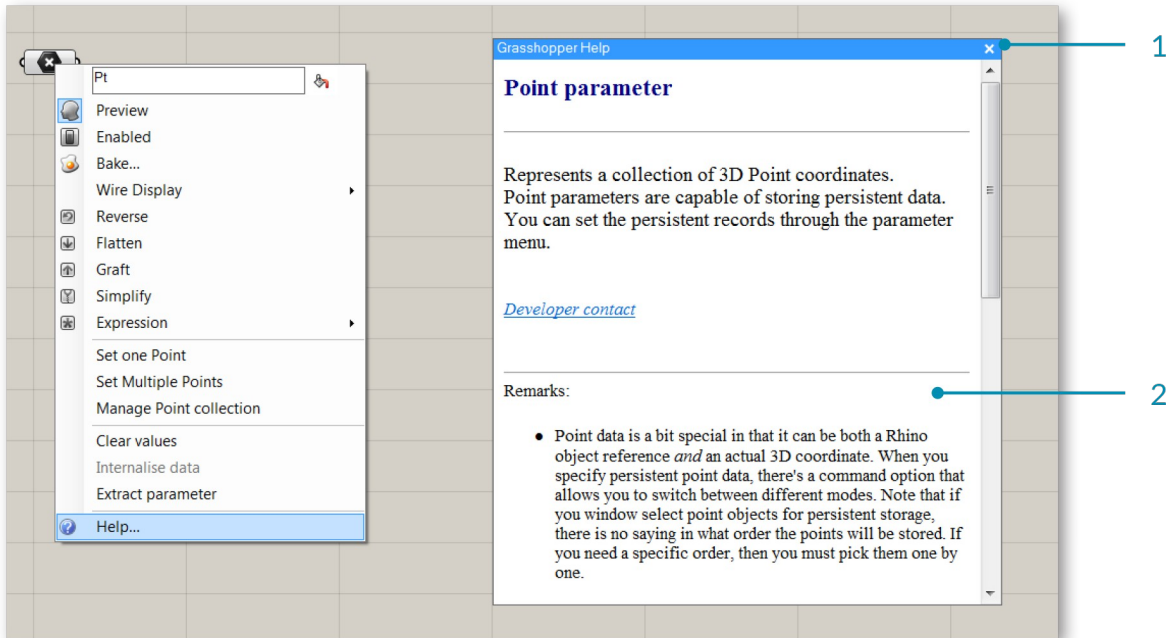 Pt
Preview
Enabled
Bake...
Wire Display
Reverse
Flatten
Graft
Simplify
Expression
Set one Point
Set Multiple Points
Manage Point collection
Clear values
Internalise data
Extract parameter
Help...
Grasshopper Help
Point parameter
Represents a collection of 3D Point coordinates.
Point parameters are capable of storing persistent data.
You can set the persistent records through the parameter
menu.
Developer contact
Remarks:
● Point data is a bit special in that it can be both a Rhino
object reference and an actual 3D coordinate. When you
specify persistent point data, there's a command option that
allows you to switch between different modes. Note that if
you window select point objects for persistent storage,
there is no saying in what order the points will be stored. If
you need a specific order, then you must pick them one by
one.
1
2